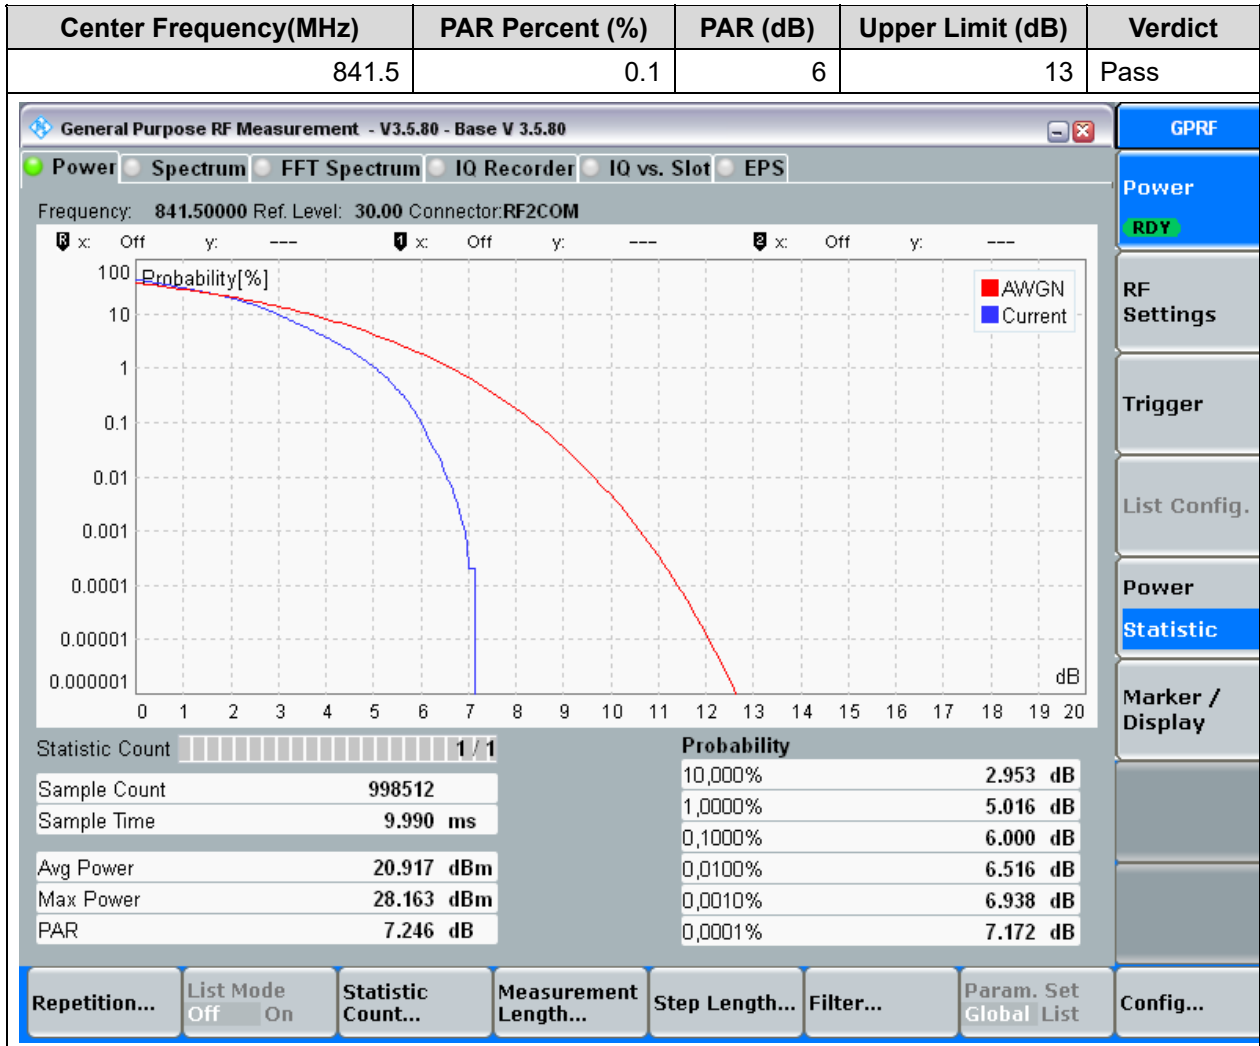 Center Frequency(MHz) PAR Percent (%) PAR (dB) Upper Limit (dB) Verdict
841.5 0.1 6 13 Pass
General Purpose RF Measurement - V3.5.80 - Base V 3.5.80
GPRF
Power Spectrum FFT Spectrum IQ Recorder IQ vs. Slot EPS
Power
RDY
Frequency: 841.50000 Ref. Level: 30.00 Connector:RF2COM
R x: Off y: --- 1 x: Off y: --- 2 x: Off y: ---
100 Probability[%]
AWGN
Current
10
1
0.1
0.01
0.001
0.0001
0.00001
0.000001
dB
0 1 2 3 4 5 6 7 8 9 10 11 12 13 14 15 16 17 18 19 20
RF
Settings
Trigger
List Config.
Power
Statistic
Marker /
Display
Statistic Count 1 / 1
Sample Count 998512
Sample Time 9.990 ms
Avg Power 20.917 dBm
Max Power 28.163 dBm
PAR 7.246 dB
Probability
10,000% 2.953 dB
1,0000% 5.016 dB
0,1000% 6.000 dB
0,0100% 6.516 dB
0,0010% 6.938 dB
0,0001% 7.172 dB
Repetition...
List Mode
Off On
Statistic
Count...
Measurement
Length...
Step Length...
Filter...
Param. Set
Global List
Config...